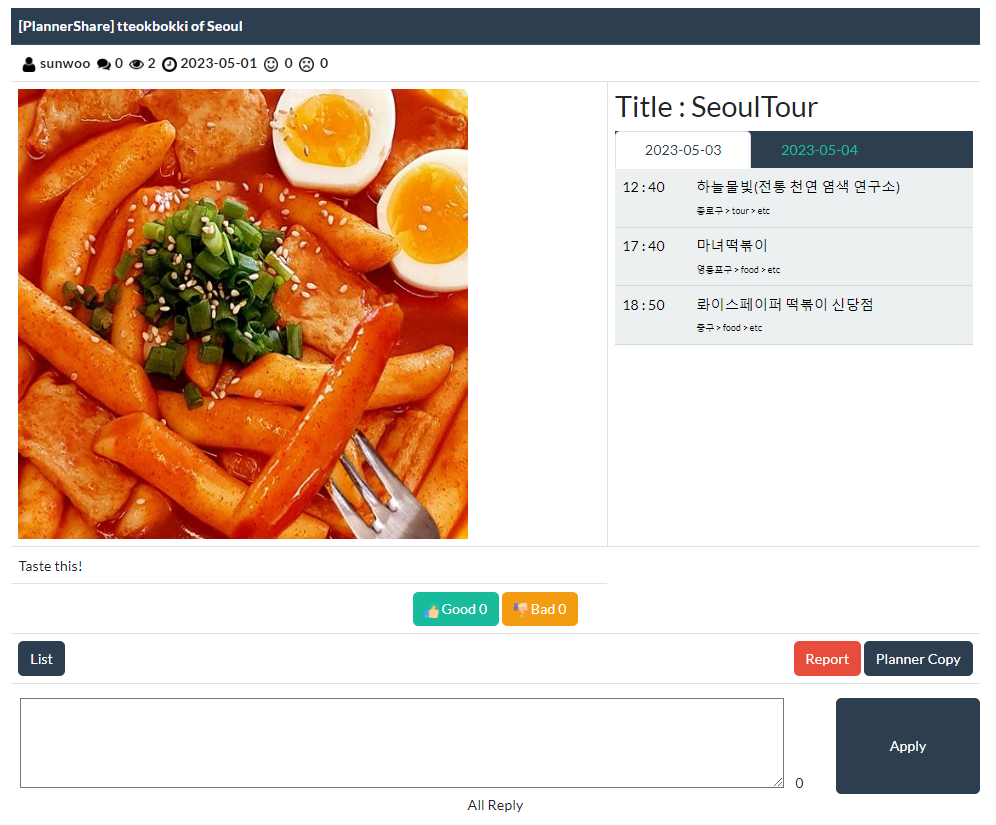 [PlannerShare] tteokbokki of Seoul
sunwoo 0 2 2023-05-01 0 0
Title : SeoulTour
2023-05-03 2023-05-04
12:40 하늘물빛(전통 천연 염색 연구소)
종로구 > tour > etc
17:40 마녀떡볶이
영등포구 > food > etc
18:50 롸이스페이퍼 떡볶이 신당점
중구 > food > etc
Taste this!
Good 0 Bad 0
List Report Planner Copy
0 Apply
All Reply